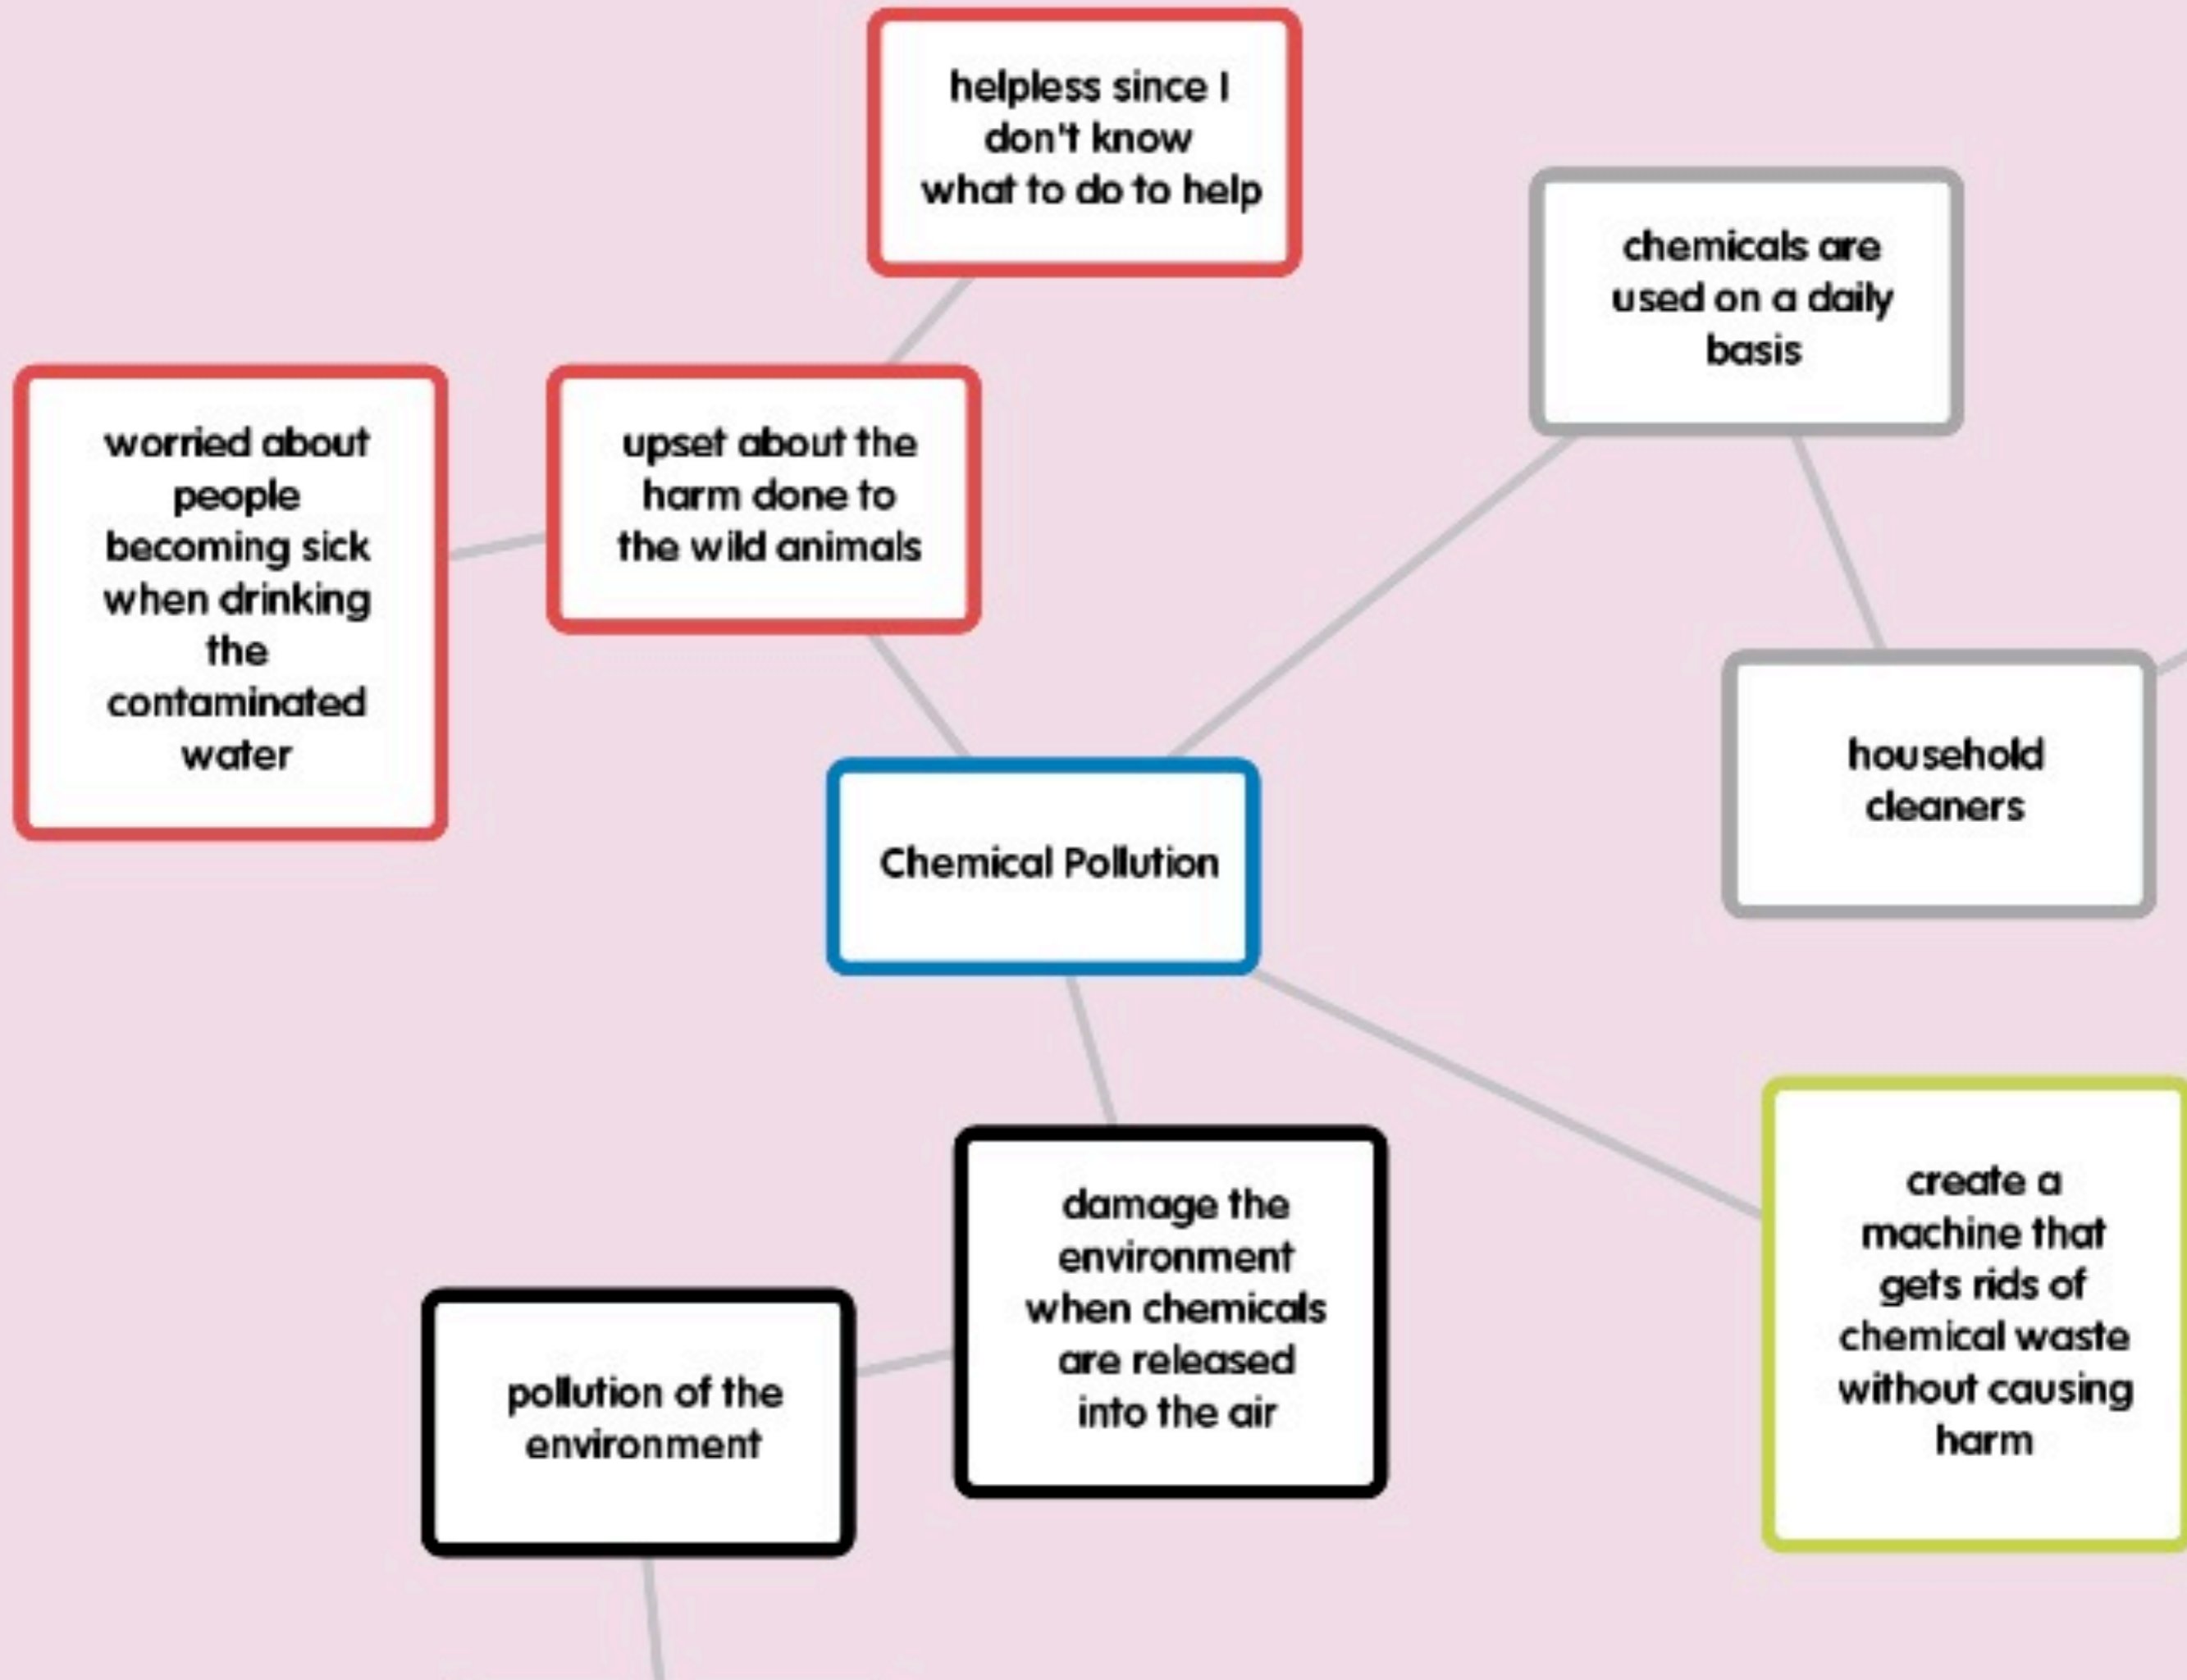 helpless since I
don't know
what to do to help
chemicals are
used on a daily
basis
worried about
people
becoming sick
when drinking
the
contaminated
water
upset about the
harm done to
the wild animals
household
cleaners
Chemical Pollution
damage the
environment
when chemicals
are released
into the air
create a
machine that
gets rids of
chemical waste
without causing
harm
pollution of the
environment